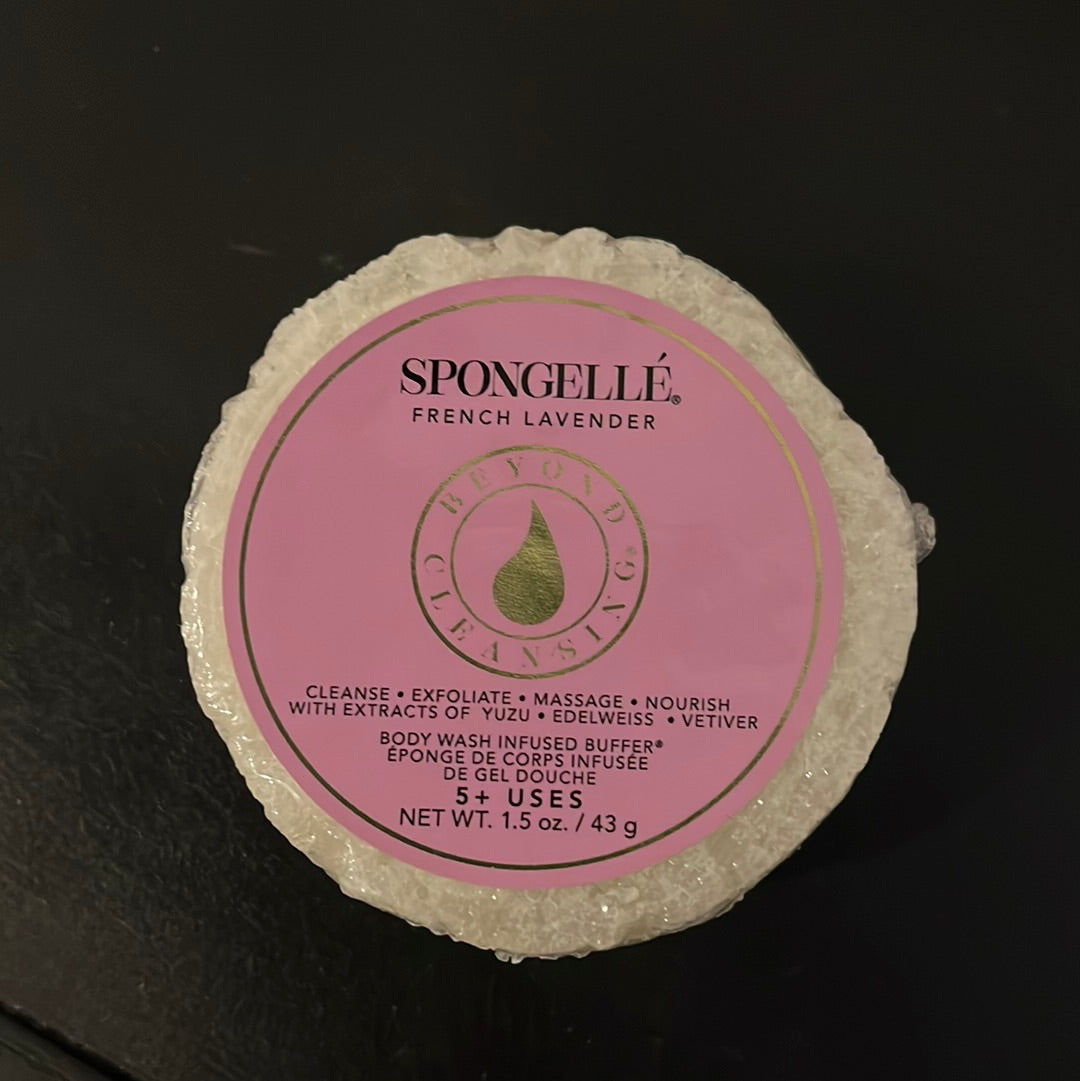 SPONGELLÉ®
FRENCH LAVENDER
BEYOND
CLEANSING®
CLEANSE • EXFOLIATE • MASSAGE • NOURISH
WITH EXTRACTS OF YUZU • EDELWEISS • VETIVER
BODY WASH INFUSED BUFFER®
ÉPONGE DE CORPS INFUSÉE
DE GEL DOUCHE
5+ USES
NET WT. 1.5 oz. / 43 g